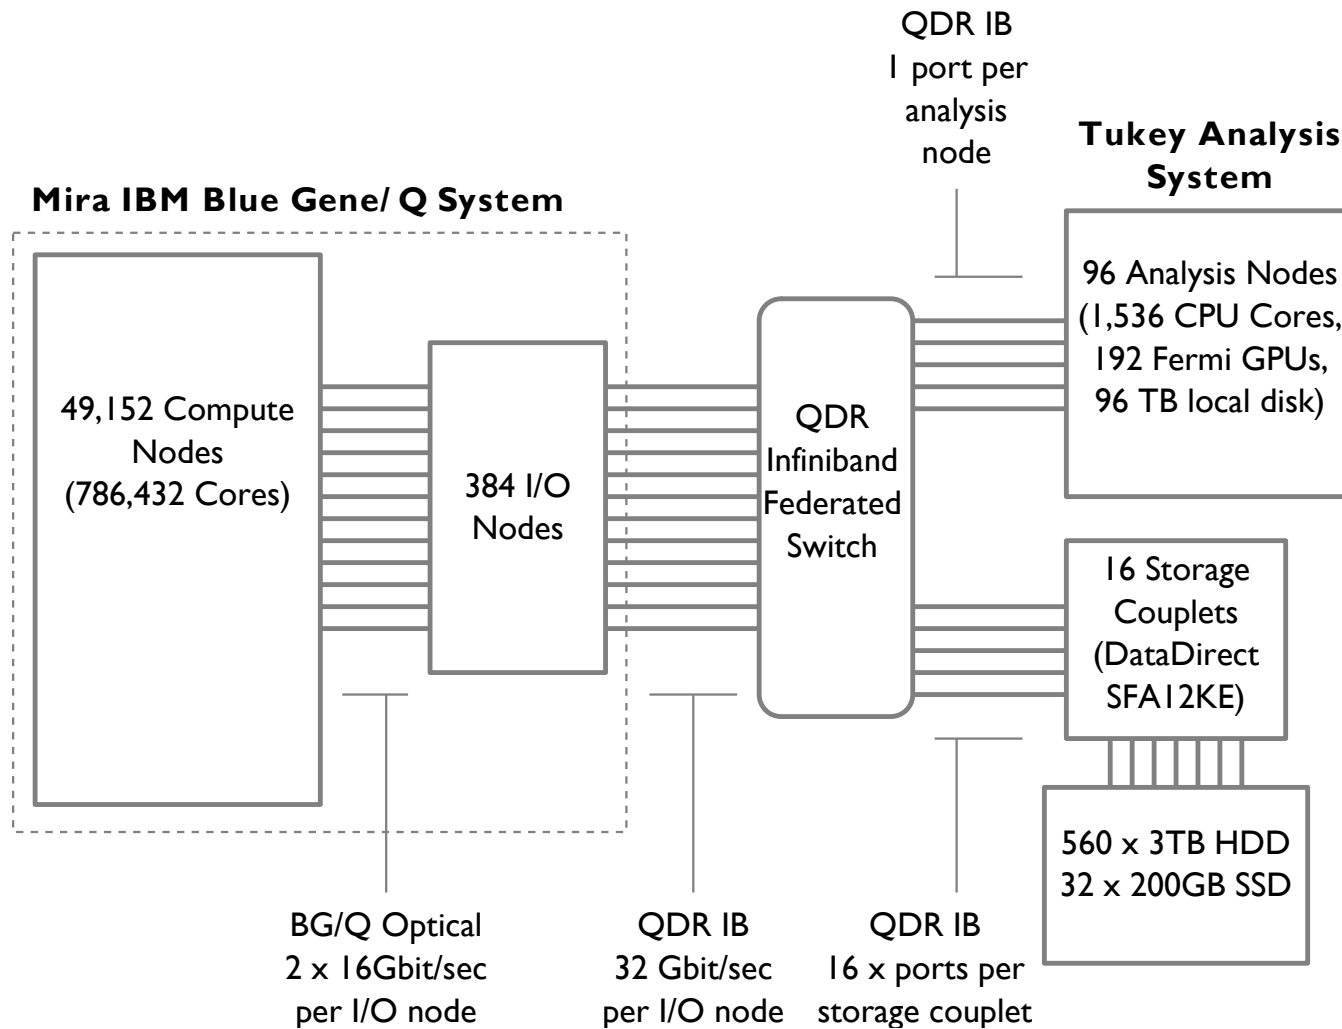 QDR IB
1 port per
analysis
node
Tukey Analysis
System
Mira IBM Blue Gene/ Q System
96 Analysis Nodes
(1,536 CPU Cores,
192 Fermi GPUs,
96 TB local disk)
49,152 Compute
Nodes
(786,432 Cores)
384 I/O
Nodes
QDR
Infiniband
Federated
Switch
16 Storage
Couplets
(DataDirect
SFA12KE)
560 x 3TB HDD
32 x 200GB SSD
BG/Q Optical
2 x 16Gbit/sec
per I/O node
QDR IB
32 Gbit/sec
per I/O node
QDR IB
16 x ports per
storage couplet